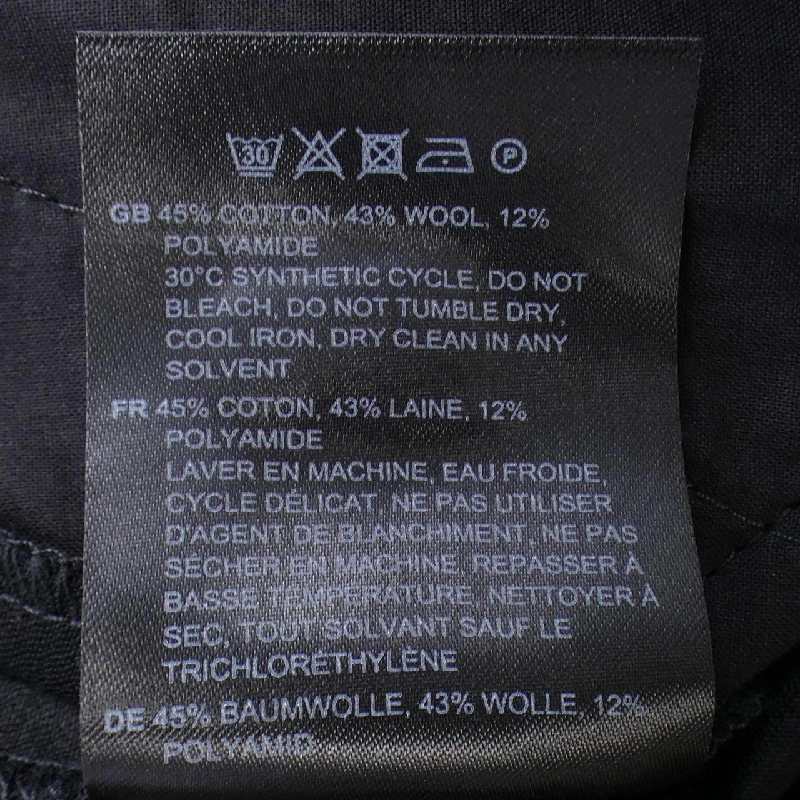 30 P
GB 45% COTTON, 43% WOOL, 12%
POLYAMIDE
30°C SYNTHETIC CYCLE, DO NOT
BLEACH, DO NOT TUMBLE DRY,
COOL IRON, DRY CLEAN IN ANY
SOLVENT
FR 45% COTON, 43% LAINE, 12%
POLYAMIDE
LAVER EN MACHINE, EAU FROIDE,
CYCLE DÉLICAT, NE PAS UTILISER
D'AGENT DE BLANCHIMENT, NE PAS
SÉCHER EN MACHINE, REPASSER À
BASSE TEMPÉRATURE, NETTOYER À
SEC, TOUT SOLVANT SAUF LE
TRICHLORÉTHYLÈNE
DE 45% BAUMWOLLE, 43% WOLLE, 12%
POLYAMID